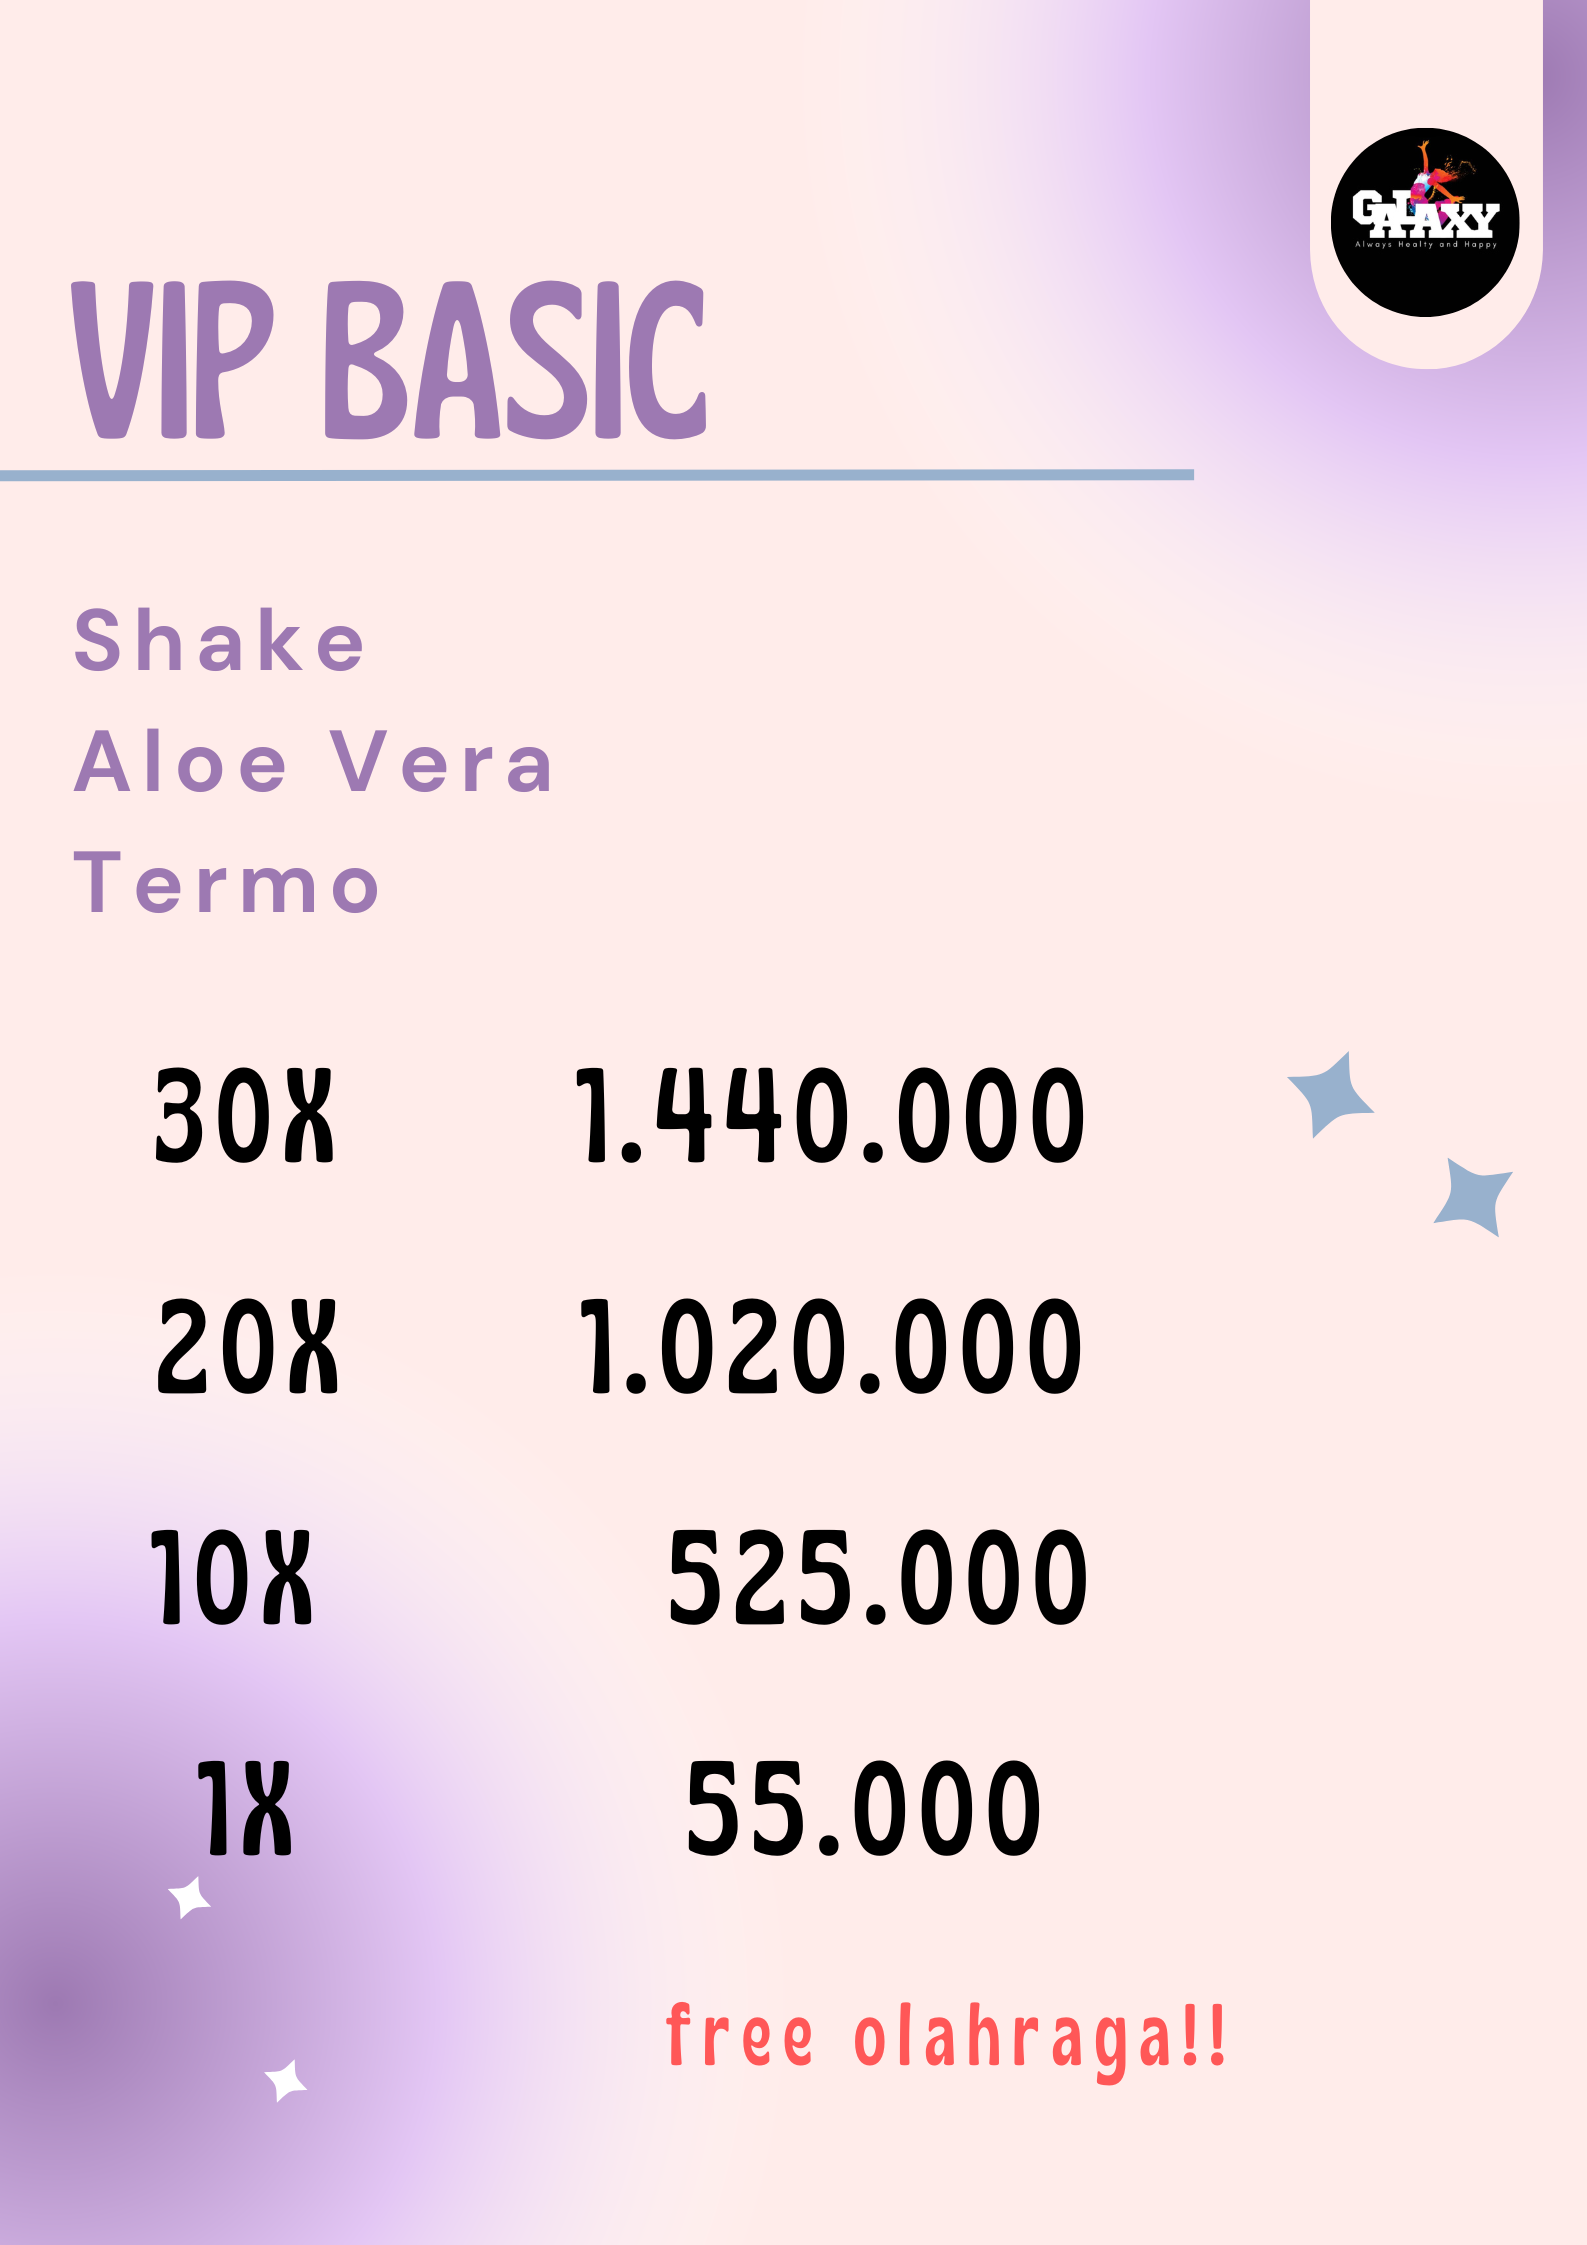 GALAXY
Always Healty and Happy
VIP BASIC
Shake
Aloe Vera
Termo
30X 1.440.000
20X 1.020.000
10X 525.000
1X 55.000
free olahraga!!